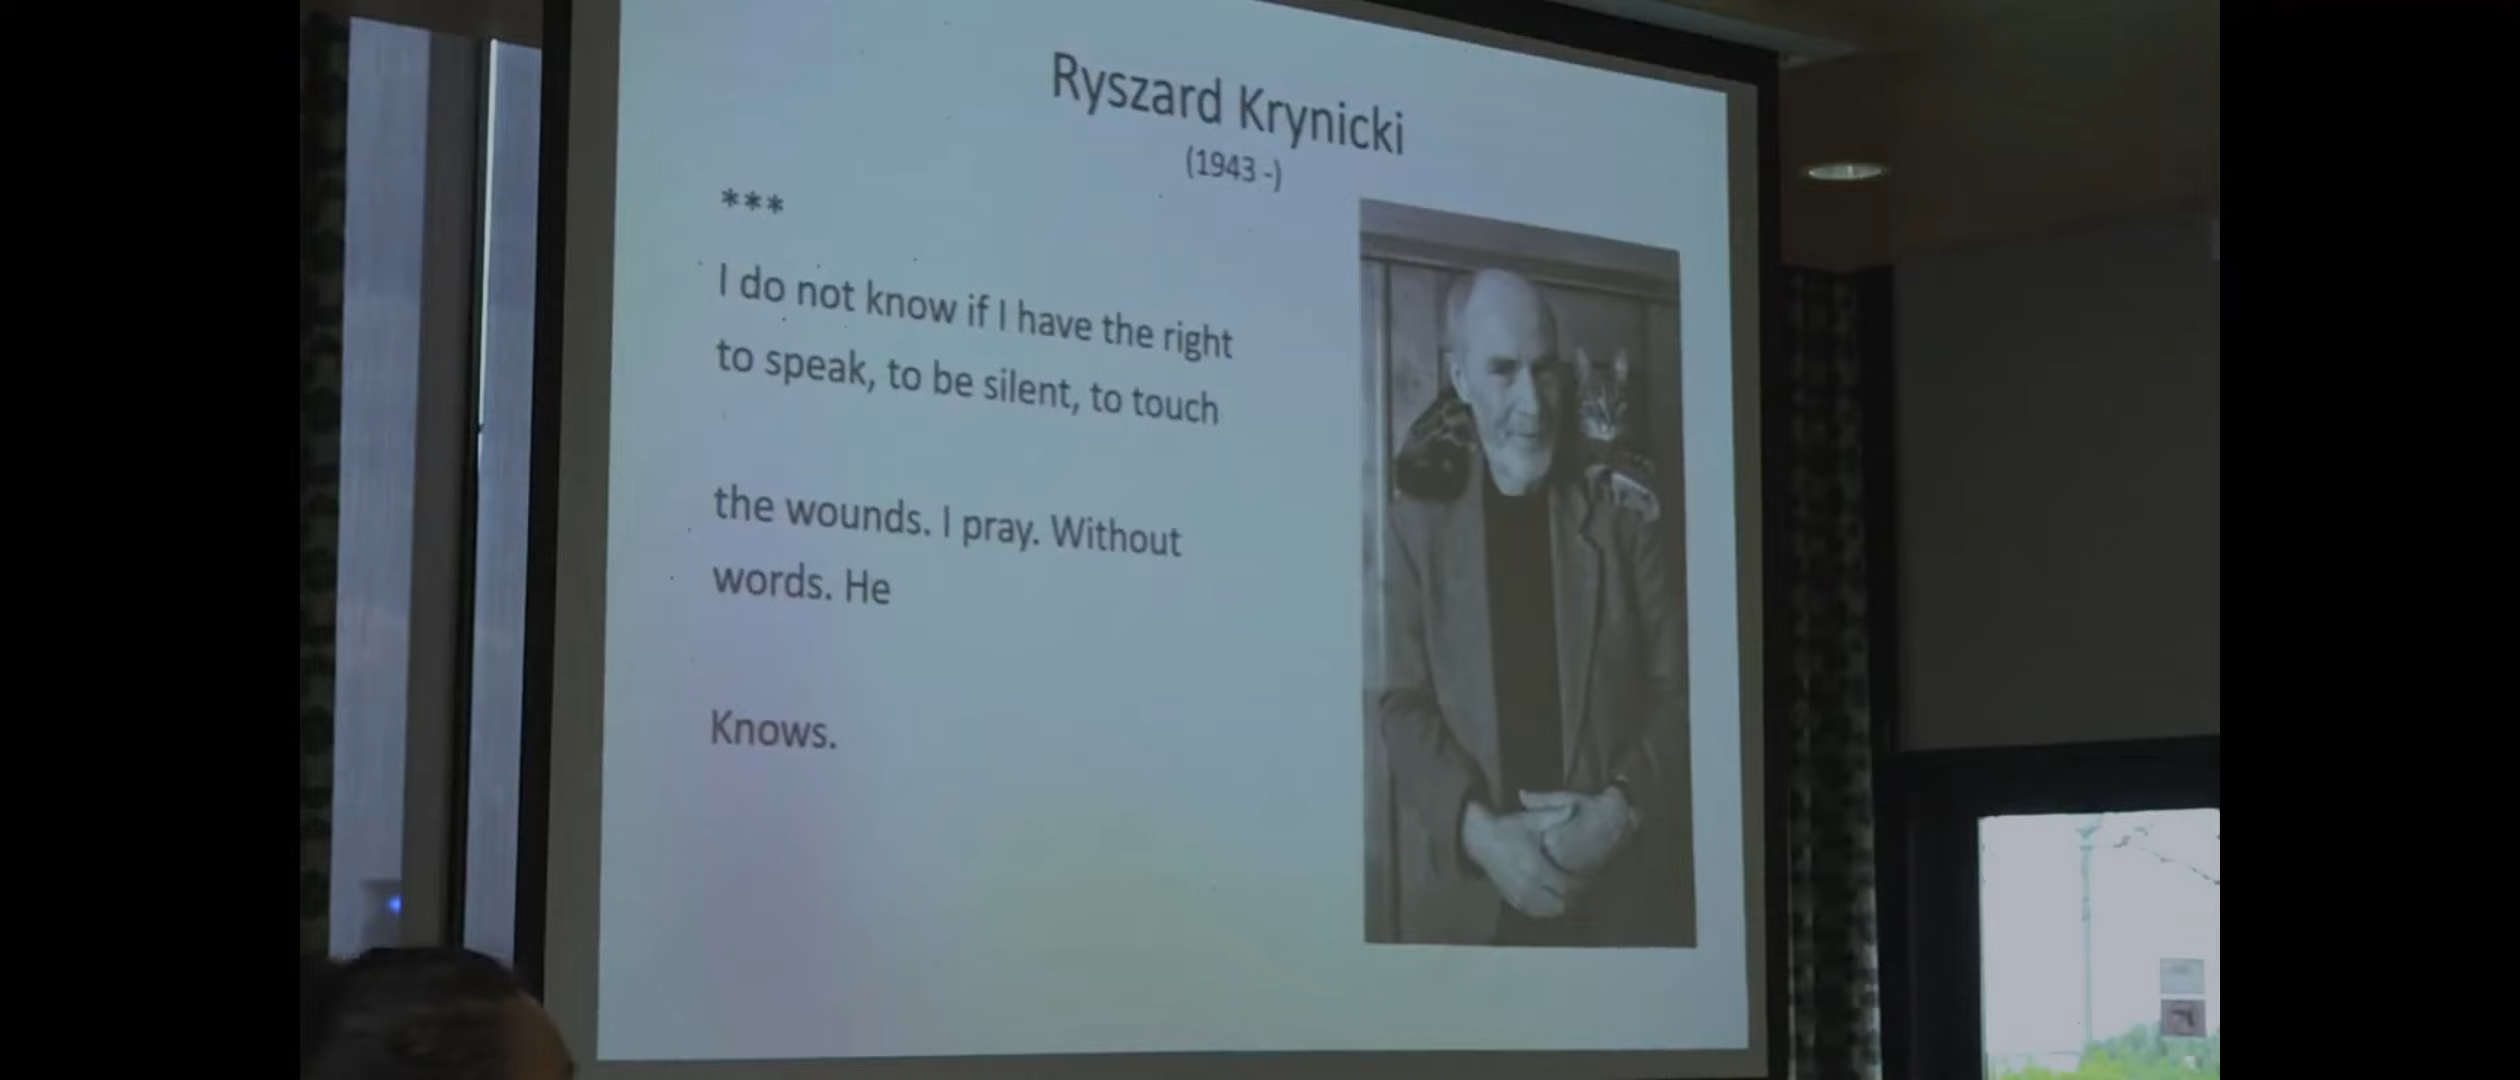 Ryszard Krynicki
(1943 -)
***
I do not know if I have the right
to speak, to be silent, to touch
the wounds. I pray. Without
words. He
Knows.